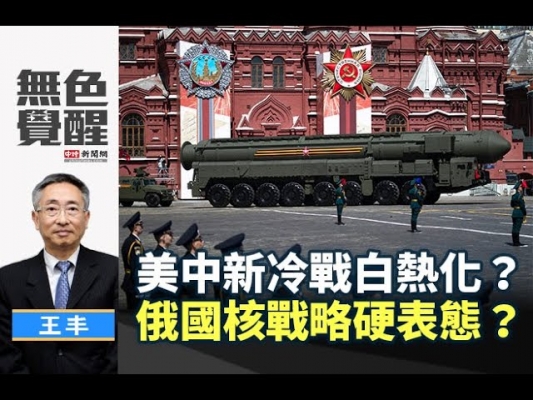 無色
覺醒
中時新聞網
王丰
美中新冷戰白熱化？
俄國核戰略硬表態？